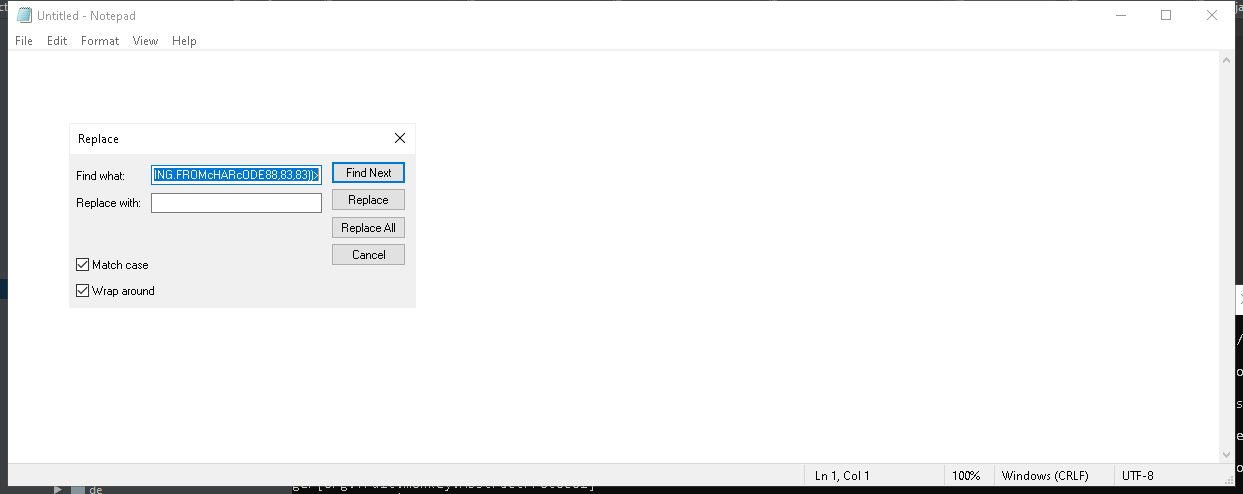 Untitled - Notepad
File Edit Format View Help
Replace
Find what: ING.FROMcHARcODE88,83,83))> Find Next
Replace with: Replace
Replace All
Cancel
Match case
Wrap around
Ln 1, Col 1 100% Windows (CRLF) UTF-8
de